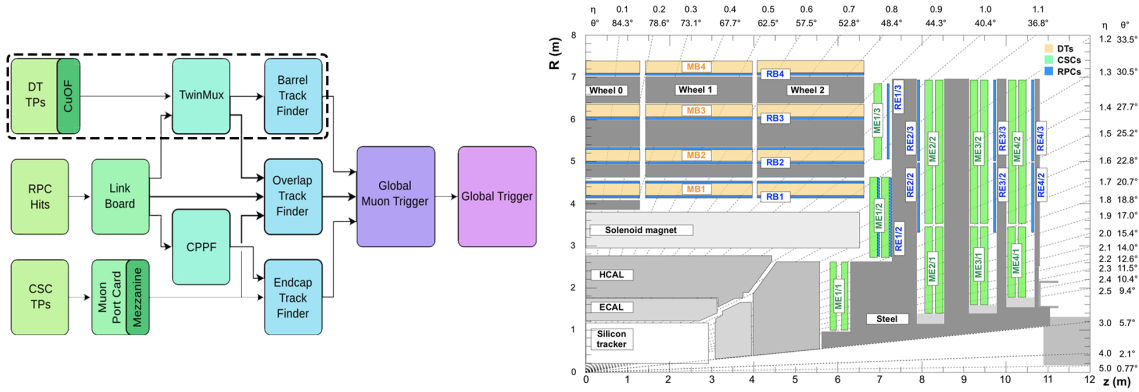 DT
TPs
CuOF
TwinMux
Barrel
Track
Finder
RPC
Hits
Link
Board
Overlap
Track
Finder
Global
Muon Trigger
Global Trigger
CPPF
CSC
TPs
Muon
Port Card
Mezzanine
Endcap
Track
Finder
η 0.1 0.2 0.3 0.4 0.5 0.6 0.7 0.8 0.9 1.0 1.1
θ° 84.3° 78.6° 73.1° 67.7° 62.5° 57.5° 52.8° 48.4° 44.3° 40.4° 36.8° η θ°
R (m)
8
7
6
5
4
3
2
1
0
1.2 33.5°
1.3 30.5°
1.4 27.7°
1.5 25.2°
1.6 22.8°
1.7 20.7°
1.8 18.8°
1.9 17.0°
2.0 15.4°
2.1 14.0°
2.2 12.6°
2.3 11.5°
2.4 10.4°
2.5 9.4°
3.0 5.7°
4.0 2.1°
5.0 0.77°
DTs
CSCs
RPCs
MB4
RB4
Wheel 0
Wheel 1
Wheel 2
MB3
RB3
MB2
RB2
MB1
RB1
Solenoid magnet
HCAL
ECAL
Silicon
tracker
Steel
ME1/3
RE1/3
ME1/2
RE1/2
ME1/1
RE2/3
RE2/2
ME2/2
ME2/1
ME3/2
ME3/1
RE3/3
RE3/2
ME4/2
ME4/1
RE4/3
RE4/2
0 1 2 3 4 5 6 7 8 9 10 11 12
z (m)